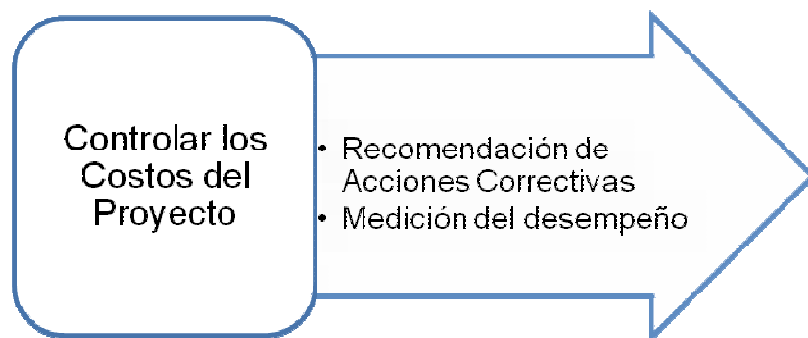 Controlar los
Costos del
Proyecto
• Recomendación de
Acciones Correctivas
• Medición del desempeño